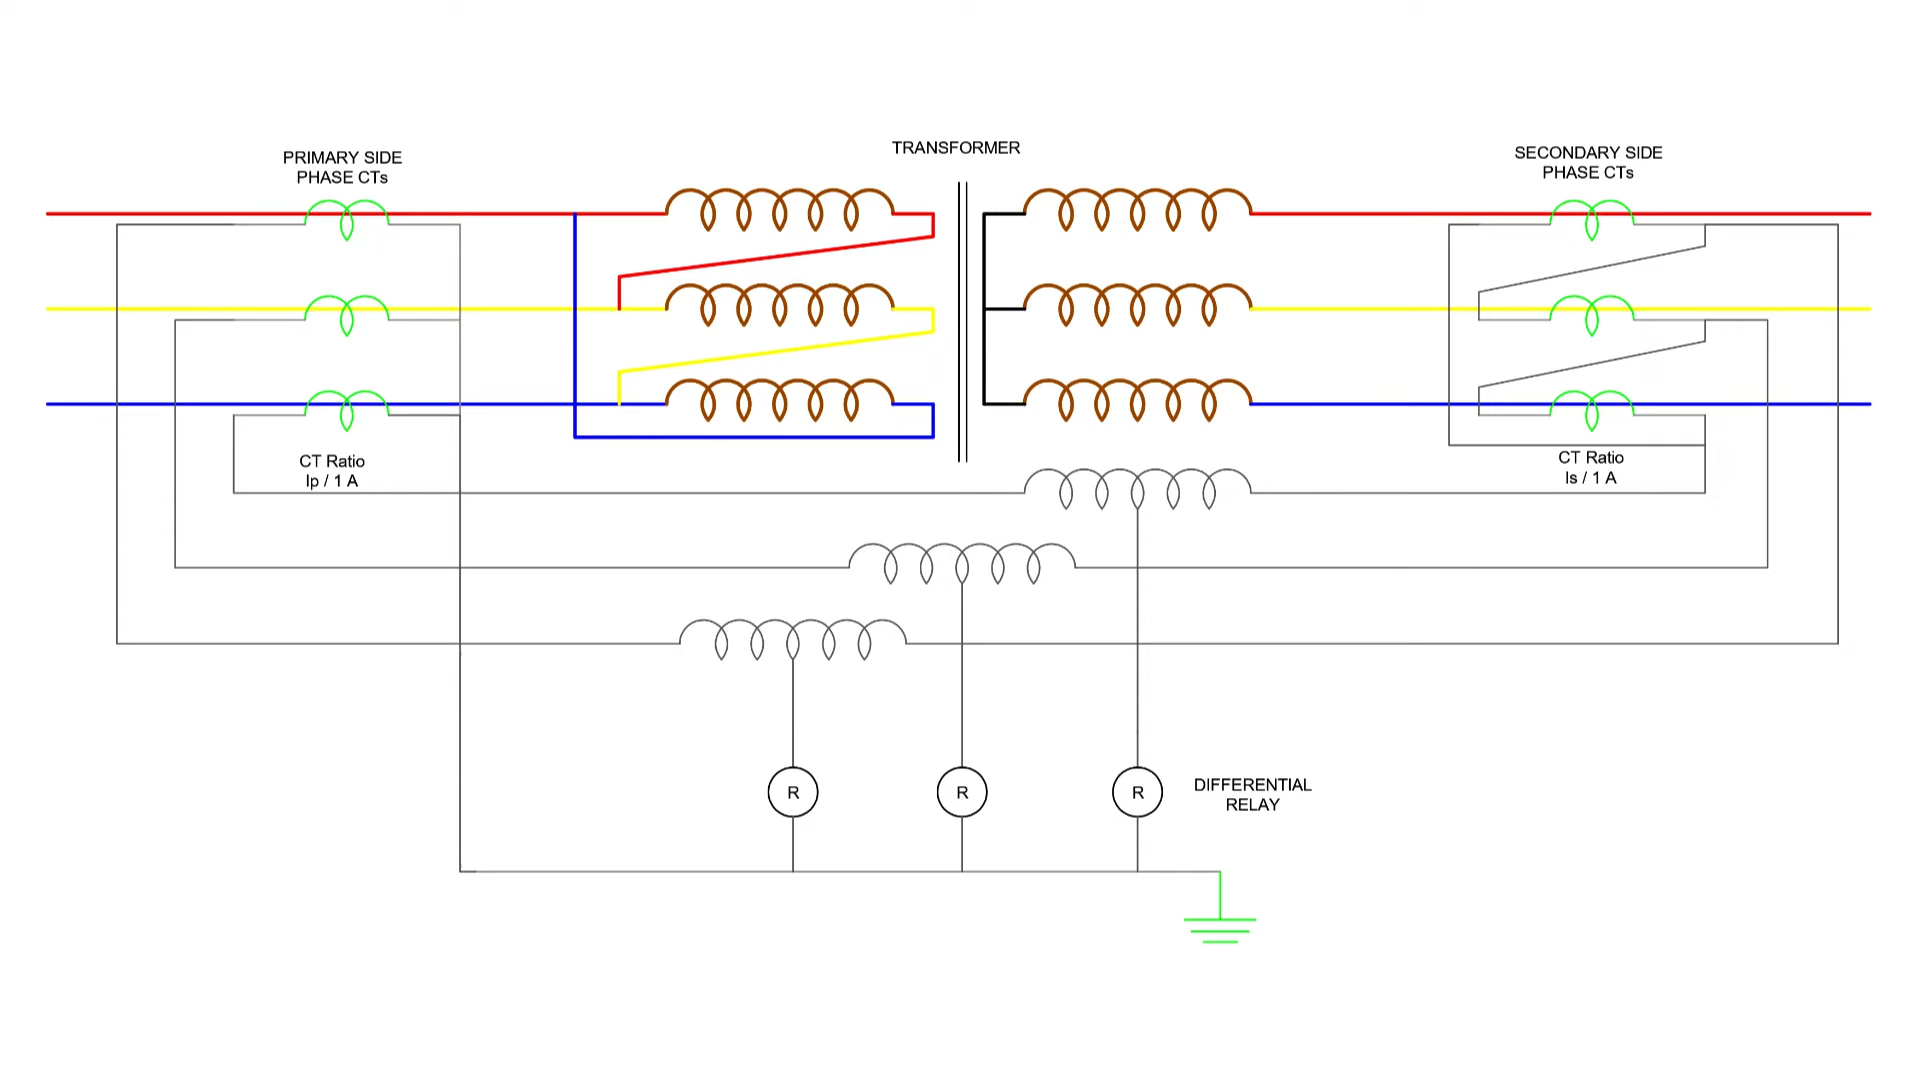 TRANSFORMER
PRIMARY SIDE
PHASE CTs
SECONDARY SIDE
PHASE CTs
CT Ratio
Ip / 1 A
CT Ratio
Is / 1 A
R
R
R
DIFFERENTIAL
RELAY